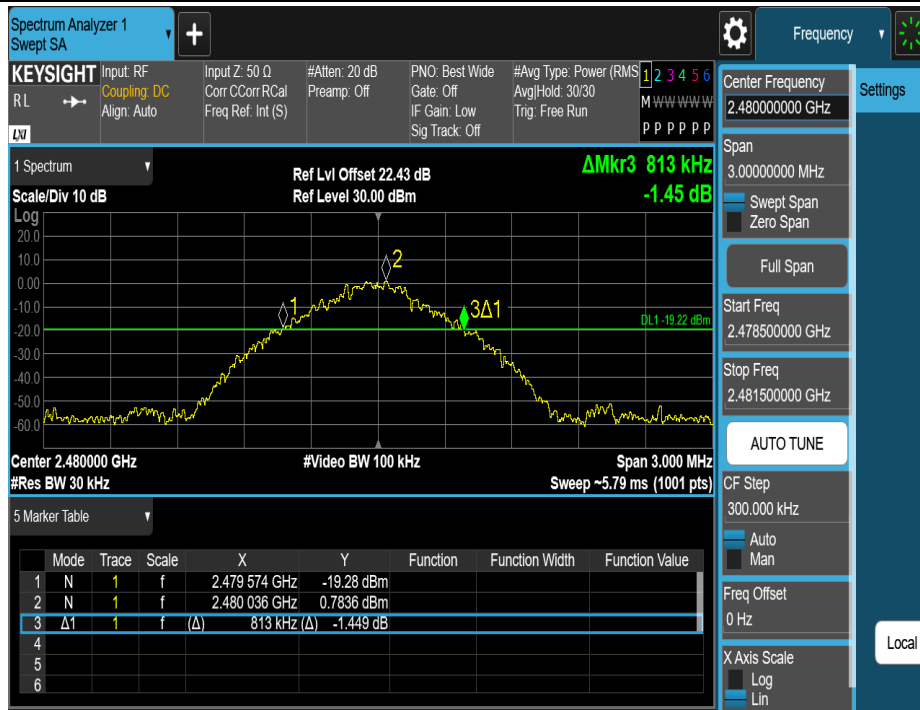 Spectrum Analyzer 1
Swept SA
+
Frequency
KEYSIGHT
RL
LXI
Input: RF
Coupling: DC
Align: Auto
Input Z: 50 Ω
Corr CCorr RCal
Freq Ref: Int (S)
#Atten: 20 dB
Preamp: Off
PNO: Best Wide
Gate: Off
IF Gain: Low
Sig Track: Off
#Avg Type: Power (RMS
Avg|Hold: 30/30
Trig: Free Run
1 2 3 4 5 6
M W W W W W
P P P P P P
Center Frequency
2.480000000 GHz
Settings
Span
3.00000000 MHz
Swept Span
Zero Span
Full Span
Start Freq
2.478500000 GHz
Stop Freq
2.481500000 GHz
AUTO TUNE
CF Step
300.000 kHz
Auto
Man
Freq Offset
0 Hz
Local
X Axis Scale
Log
Lin
1 Spectrum
Scale/Div 10 dB
Ref Lvl Offset 22.43 dB
Ref Level 30.00 dBm
ΔMkr3 813 kHz
-1.45 dB
Log
20.0
10.0
0.00
-10.0
-20.0
-30.0
-40.0
-50.0
-60.0
1
2
3Δ1
DL1 -19.22 dBm
Center 2.480000 GHz
#Res BW 30 kHz
#Video BW 100 kHz
Span 3.000 MHz
Sweep ~5.79 ms (1001 pts)
5 Marker Table
Mode Trace Scale X Y Function Function Width Function Value
1 N 1 f 2.479 574 GHz -19.28 dBm
2 N 1 f 2.480 036 GHz 0.7836 dBm
3 Δ1 1 f (Δ) 813 kHz (Δ) -1.449 dB
4
5
6